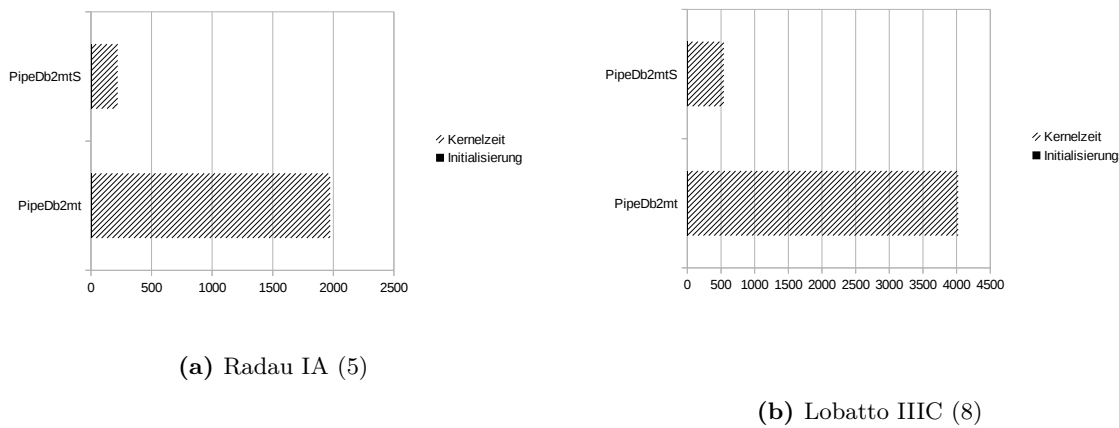 PipeDb2mtS
PipeDb2mt
0 500 1000 1500 2000 2500
Kernelzeit
Initialisierung
(a) Radau IA (5)
PipeDb2mtS
PipeDb2mt
0 500 1000 1500 2000 2500 3000 3500 4000 4500
Kernelzeit
Initialisierung
(b) Lobatto IIIC (8)